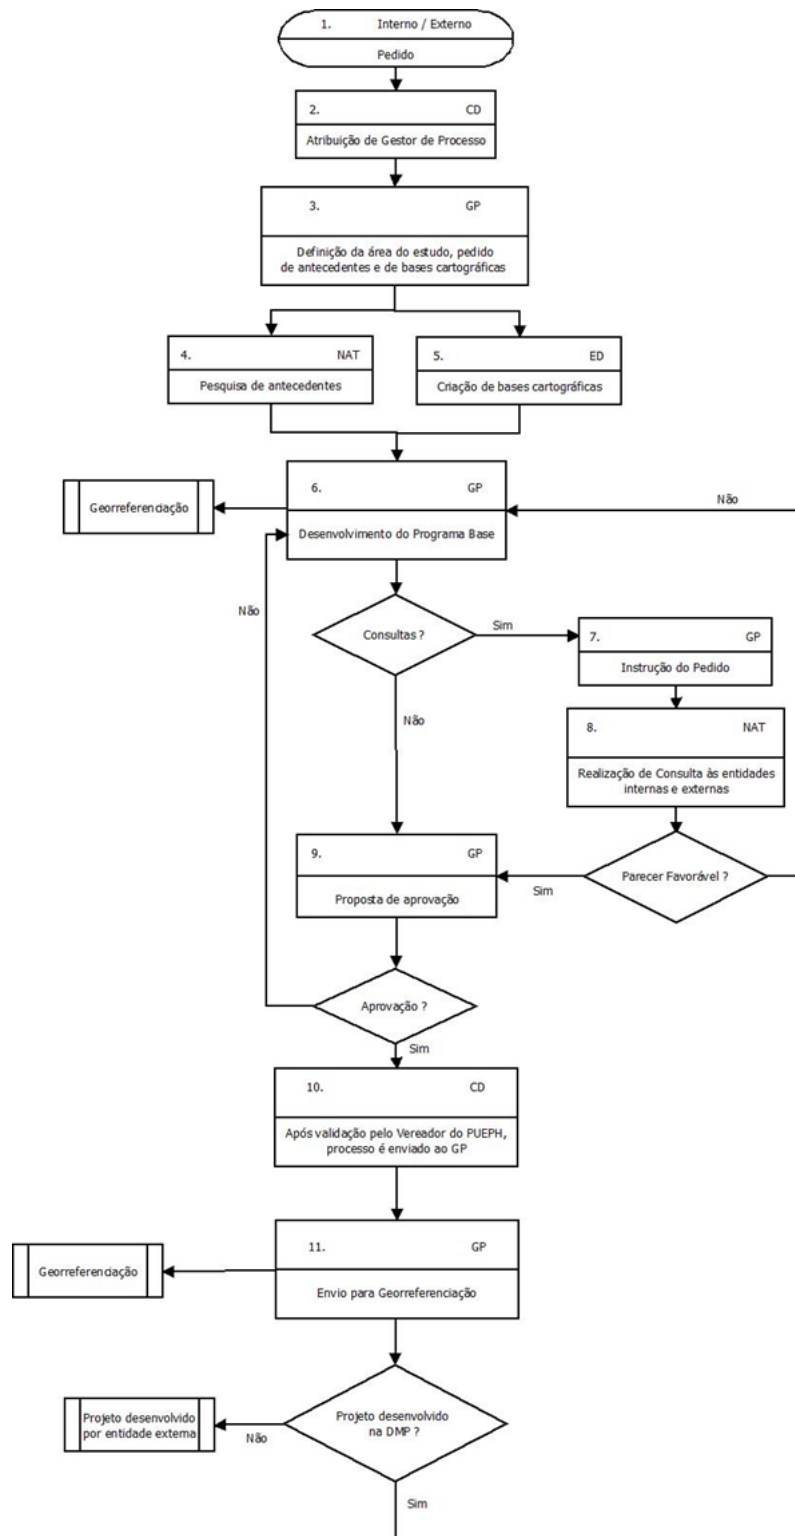 1. Interno / Externo
Pedido
2. CD
Atribuição de Gestor de Processo
3. GP
Definição da área do estudo, pedido
de antecedentes e de bases cartográficas
4. NAT
Pesquisa de antecedentes
5. ED
Criação de bases cartográficas
6. GP
Desenvolvimento do Programa Base
Georreferenciação
Não
Não
Consultas ?
Sim
7. GP
Instrução do Pedido
Não
8. NAT
Realização de Consulta às entidades
internas e externas
9. GP
Proposta de aprovação
Sim
Parecer Favorável ?
Aprovação ?
Sim
10. CD
Após validação pelo Vereador do PUEPH,
processo é enviado ao GP
11. GP
Envio para Georreferenciação
Georreferenciação
Projeto desenvolvido
na DMP ?
Não
Projeto desenvolvido
por entidade externa
Sim